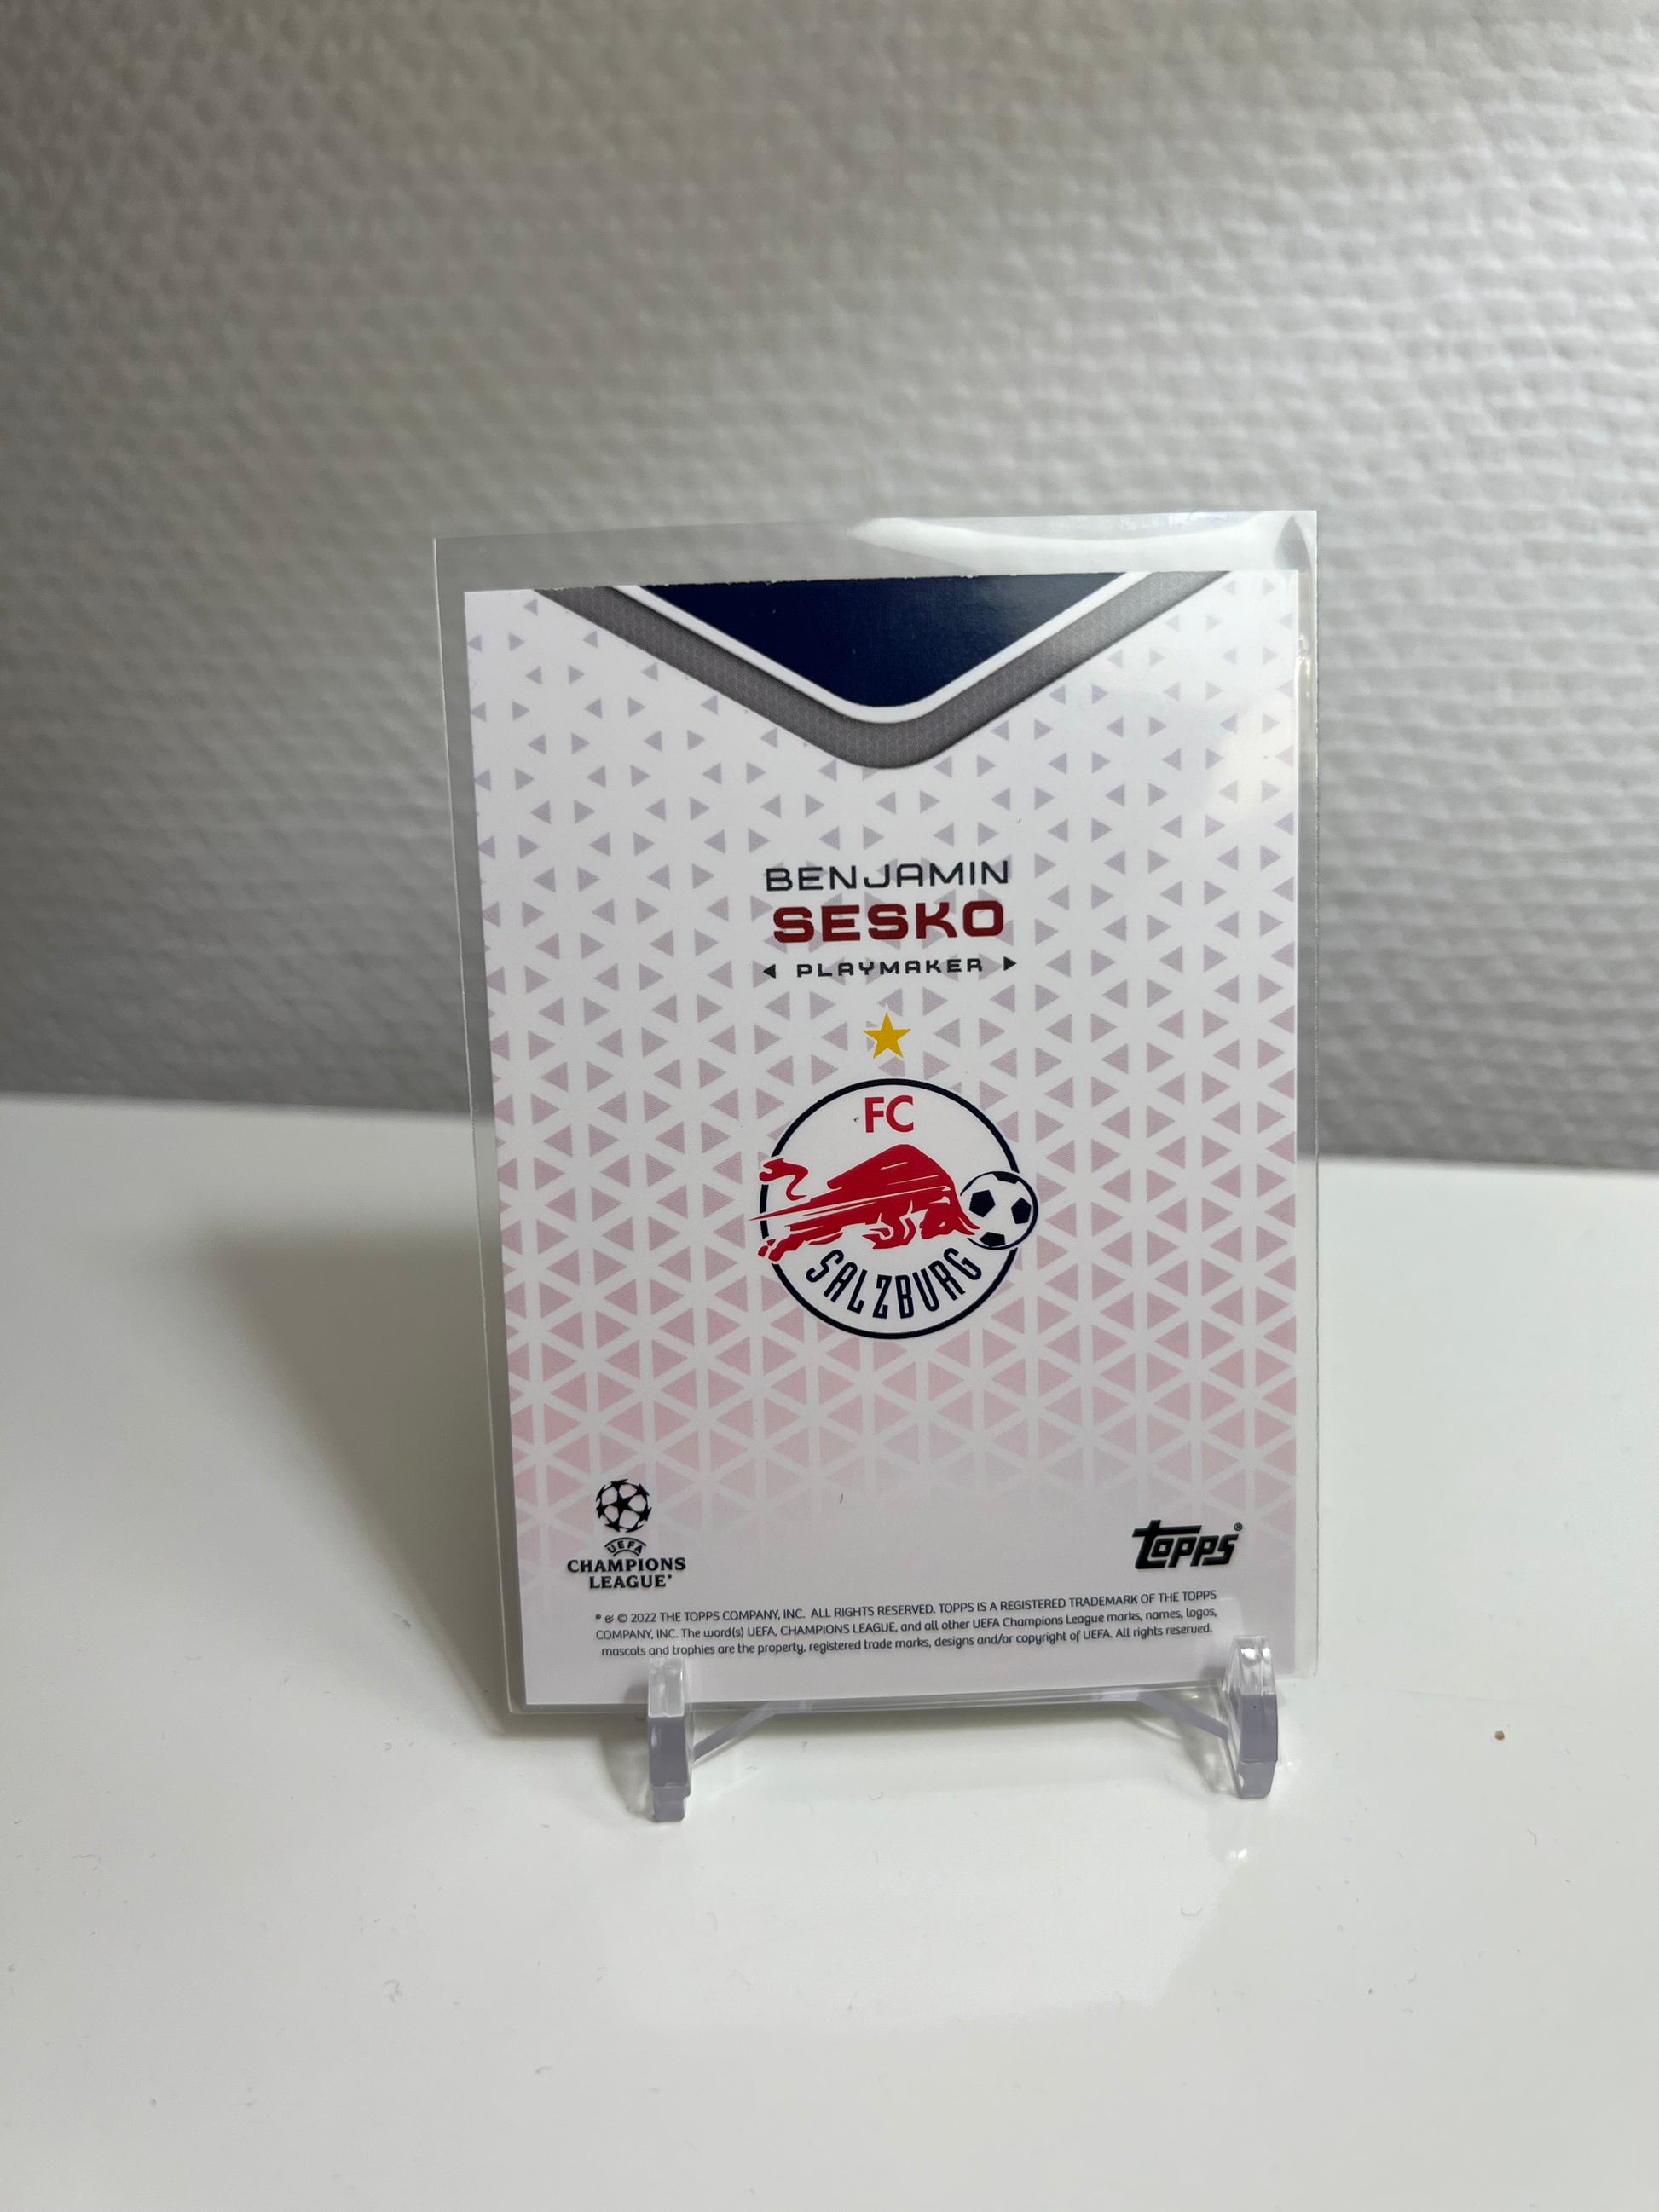 BENJAMIN
SESKO
PLAYMAKER
FC
SALZBURG
UEFA
CHAMPIONS
LEAGUE®
topps®
® & © 2022 THE TOPPS COMPANY, INC. ALL RIGHTS RESERVED. TOPPS IS A REGISTERED TRADEMARK OF THE TOPPS
COMPANY, INC. The word(s) UEFA, CHAMPIONS LEAGUE, and all other UEFA Champions League marks, names, logos,
mascots and trophies are the property, registered trade marks, designs and/or copyright of UEFA. All rights reserved.